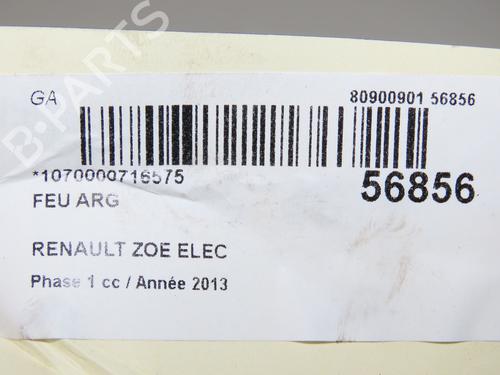 GA
80900901 56856
*1070000716575
56856
FEU ARG
RENAULT ZOE ELEC
Phase 1 cc / Année 2013
B-PARTS